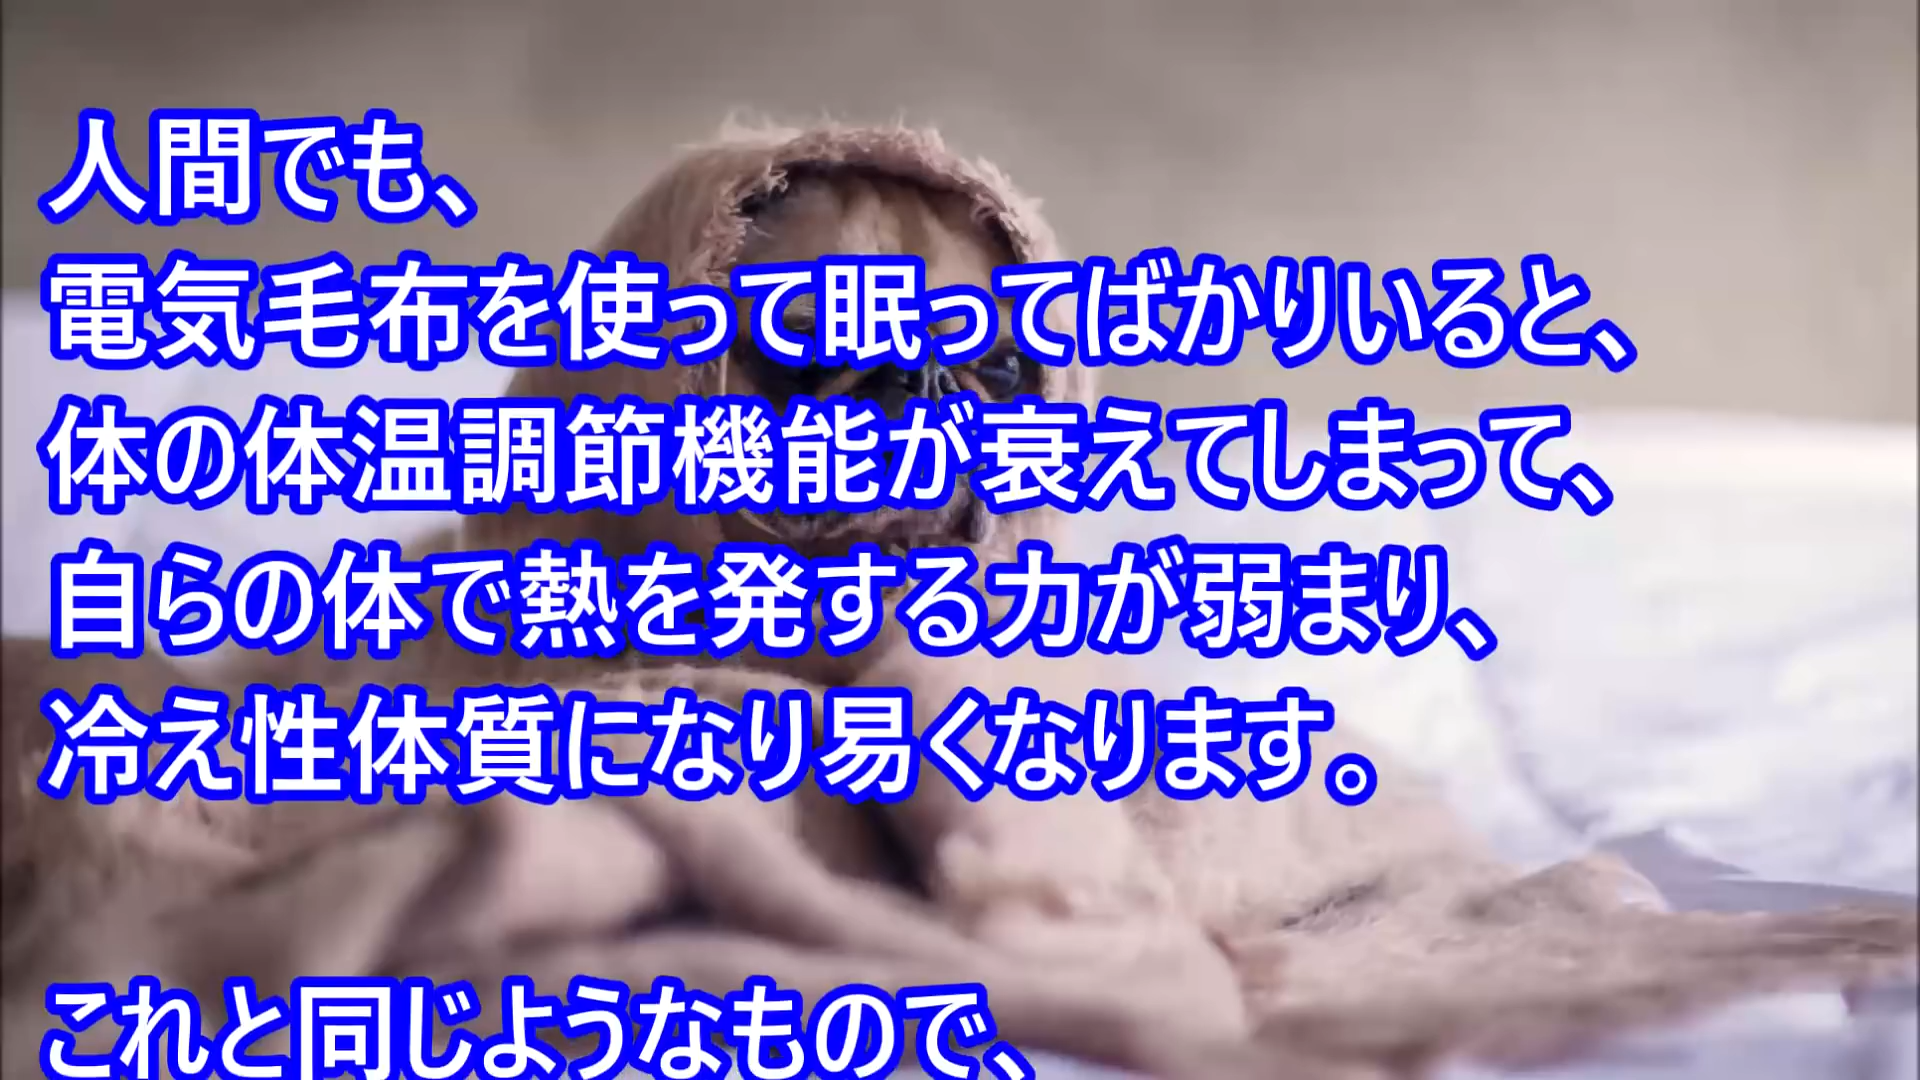 人間でも、
電気毛布を使って眠ってばかりいると、
体の体温調節機能が衰えてしまって、
自らの体で熱を発する力が弱まり、
冷え性体質になり易くなります。
これと同じようなもので、